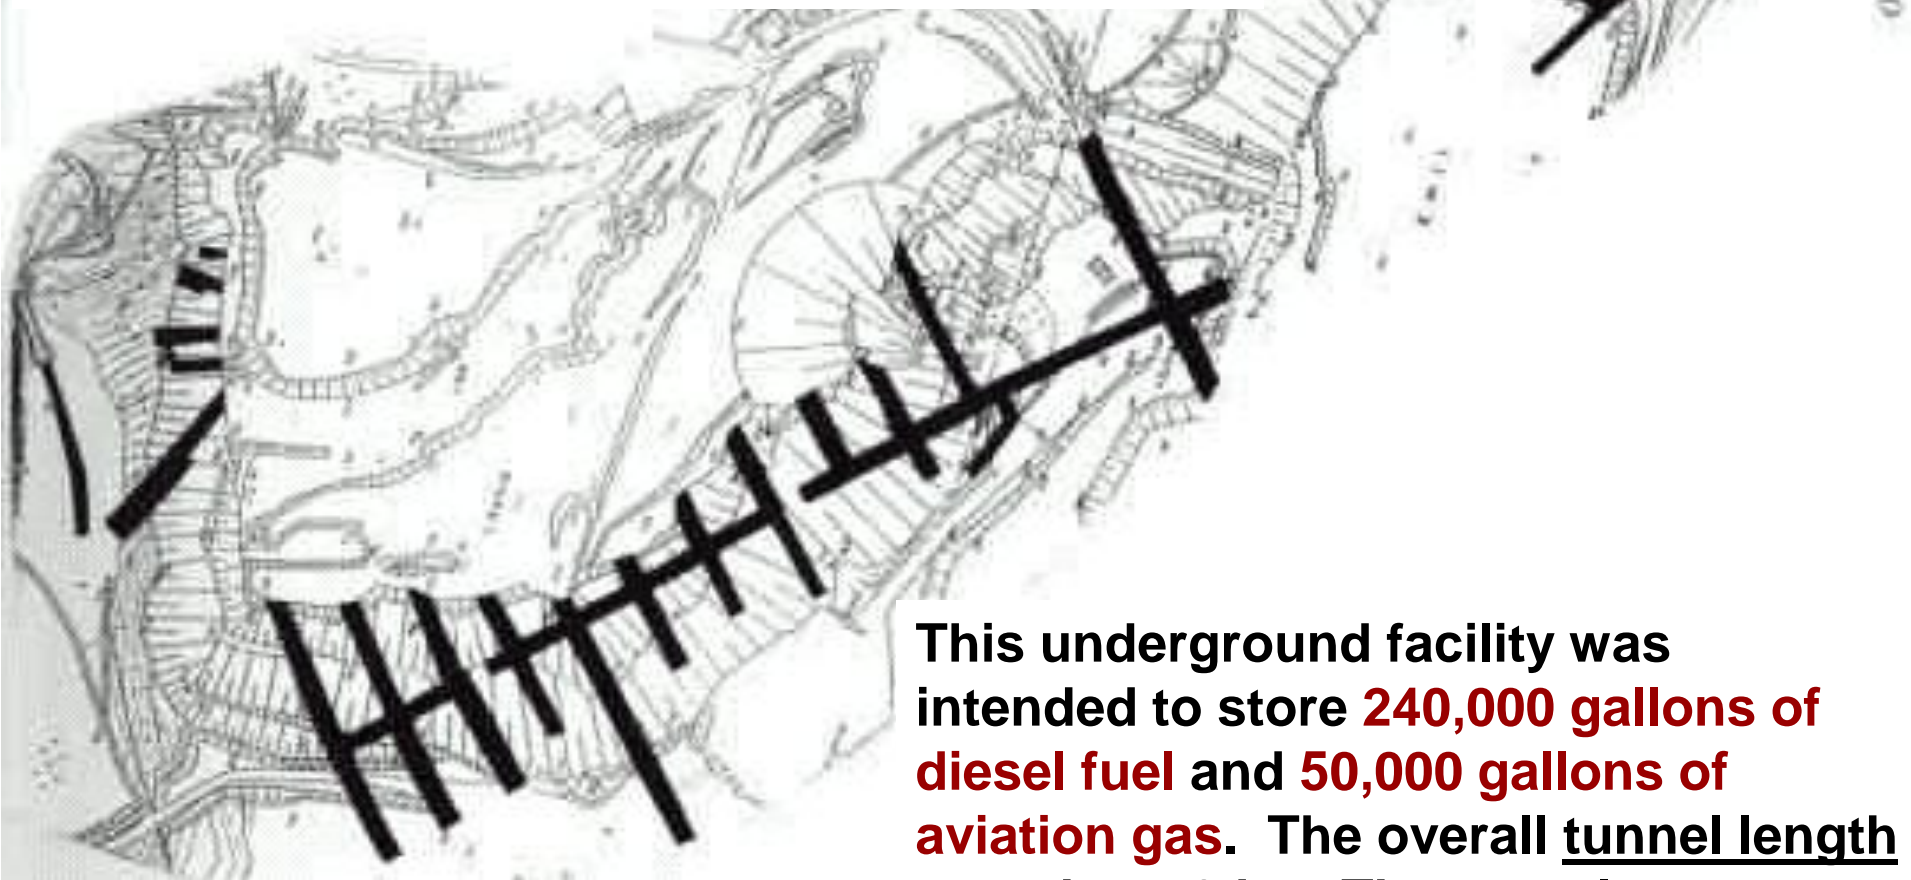 This underground facility was
intended to store 240,000 gallons of
diesel fuel and 50,000 gallons of
aviation gas. The overall tunnel length